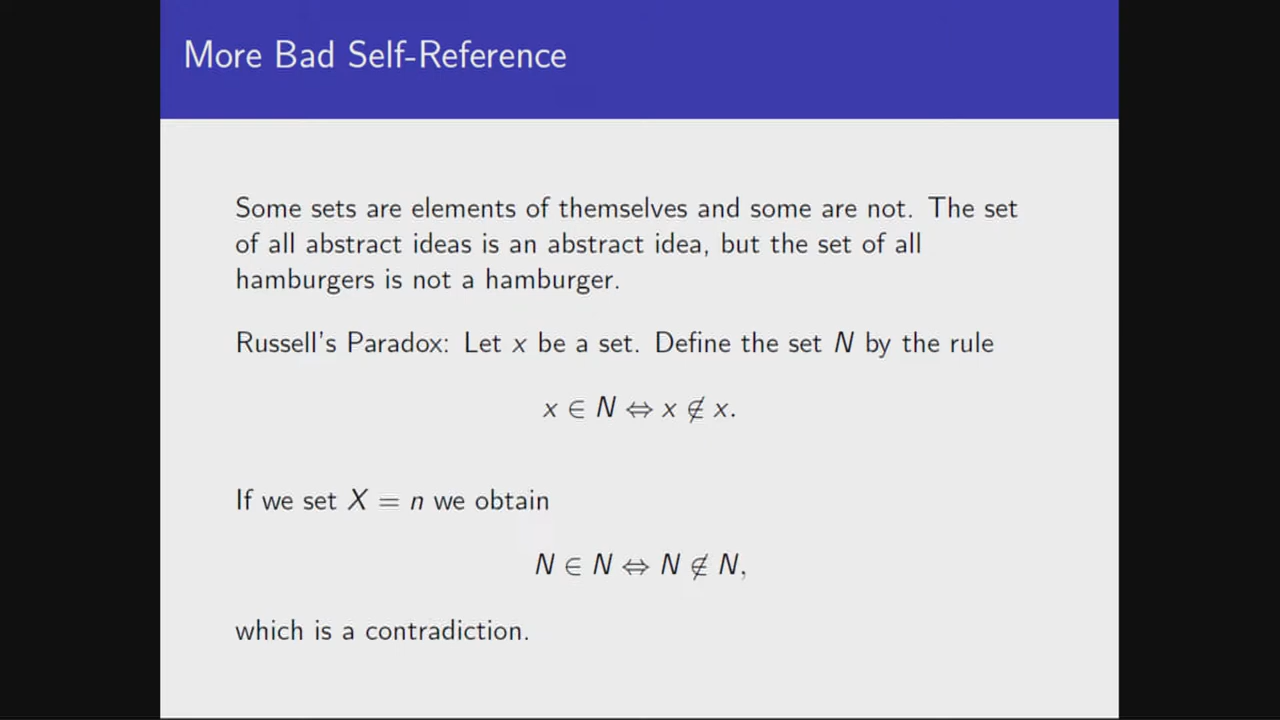 More Bad Self-Reference
Some sets are elements of themselves and some are not. The set
of all abstract ideas is an abstract idea, but the set of all
hamburgers is not a hamburger.
Russell's Paradox: Let x be a set. Define the set N by the rule
x ∈ N ⇔ x ∉ x.
If we set X = n we obtain
N ∈ N ⇔ N ∉ N,
which is a contradiction.